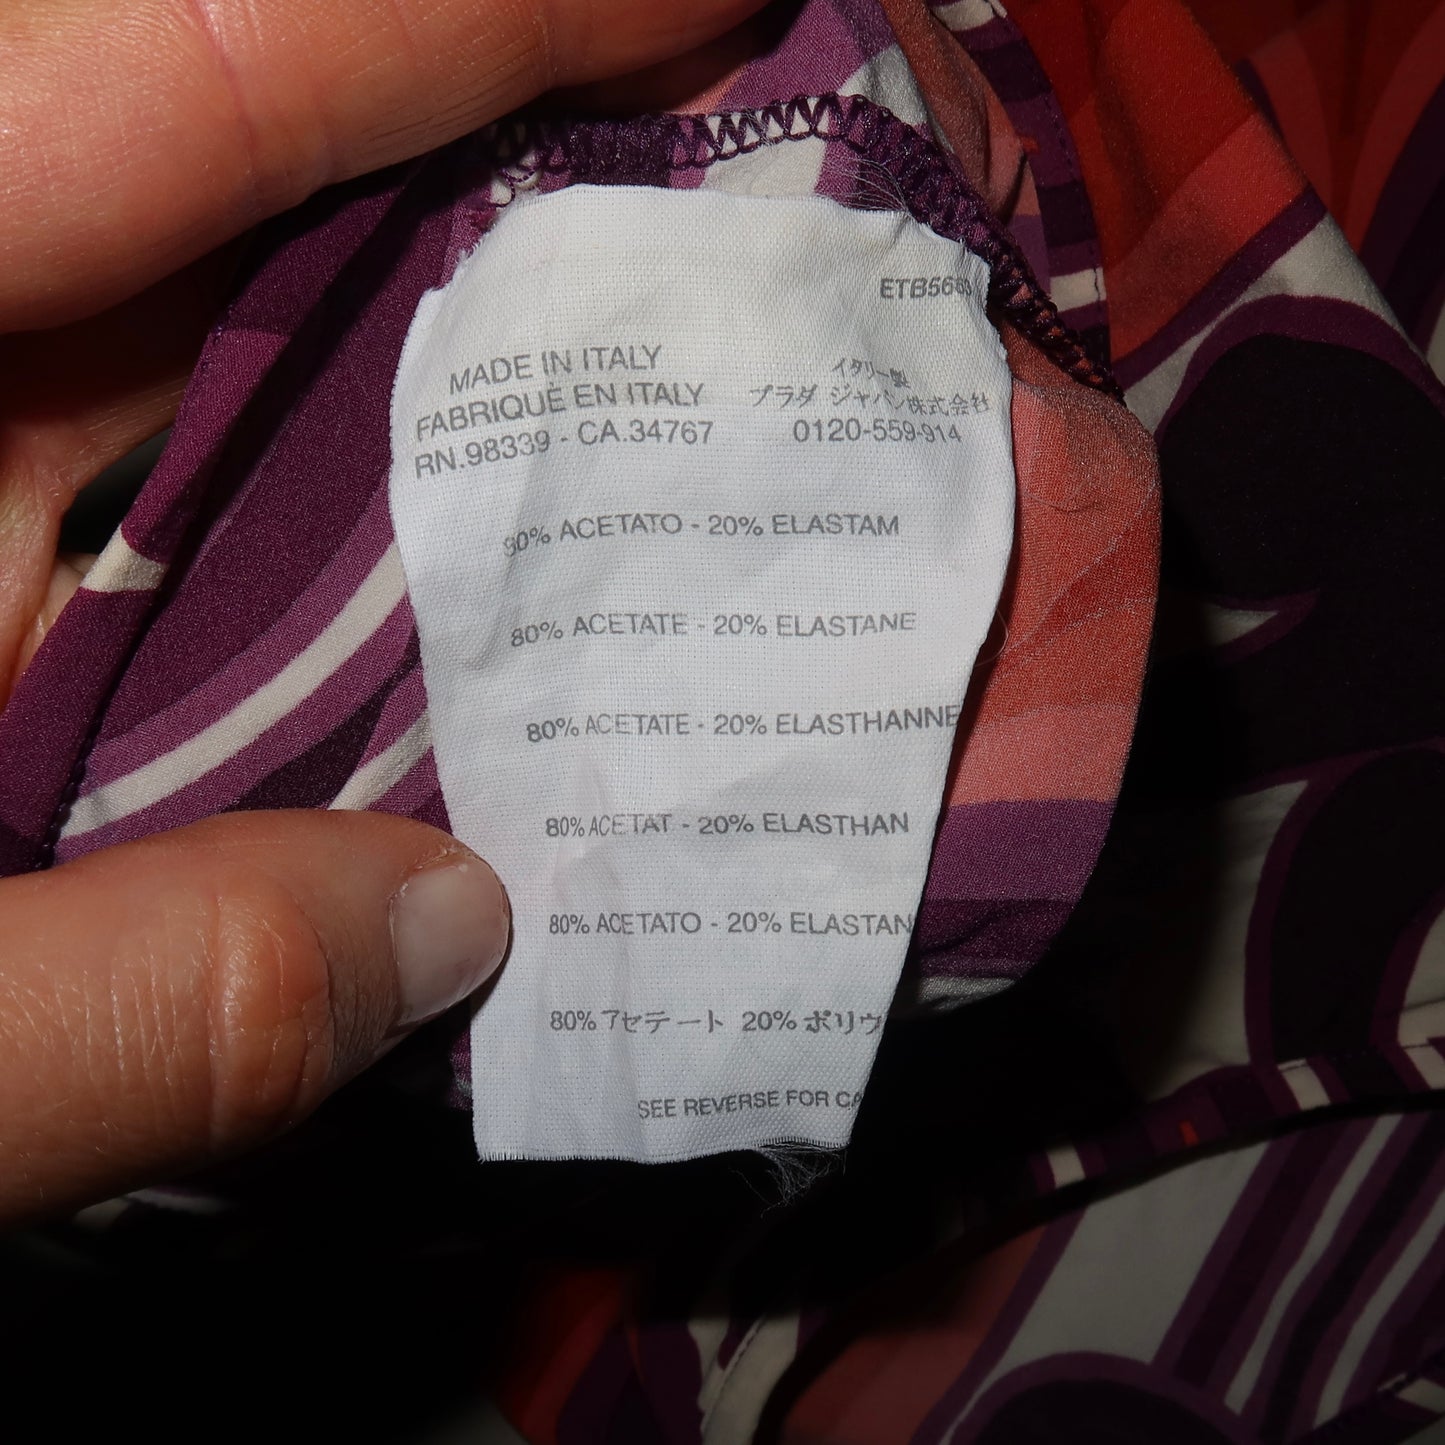 ETB5683
MADE IN ITALY
FABRIQUÉ EN ITALY
RN.98339 - CA.34767
イタリー製
プラダ ジャパン株式会社
0120-559-914
80% ACETATO - 20% ELASTAM
80% ACETATE - 20% ELASTANE
80% ACETATE - 20% ELASTHANNE
80% ACETAT - 20% ELASTHAN
80% ACETATO - 20% ELASTAN
80% アセテート 20% ポリウ
SEE REVERSE FOR CA